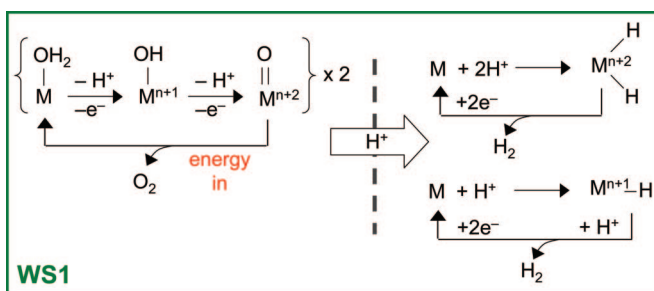 OH₂ OH O
– H⁺ – H⁺
M Mⁿ⁺¹ Mⁿ⁺² x 2
–e⁻ –e⁻
energy
in
O₂
H⁺
H
M + 2H⁺ Mⁿ⁺²
+2e⁻ H
H₂
M + H⁺ Mⁿ⁺¹–H
+2e⁻ + H⁺
H₂
WS1